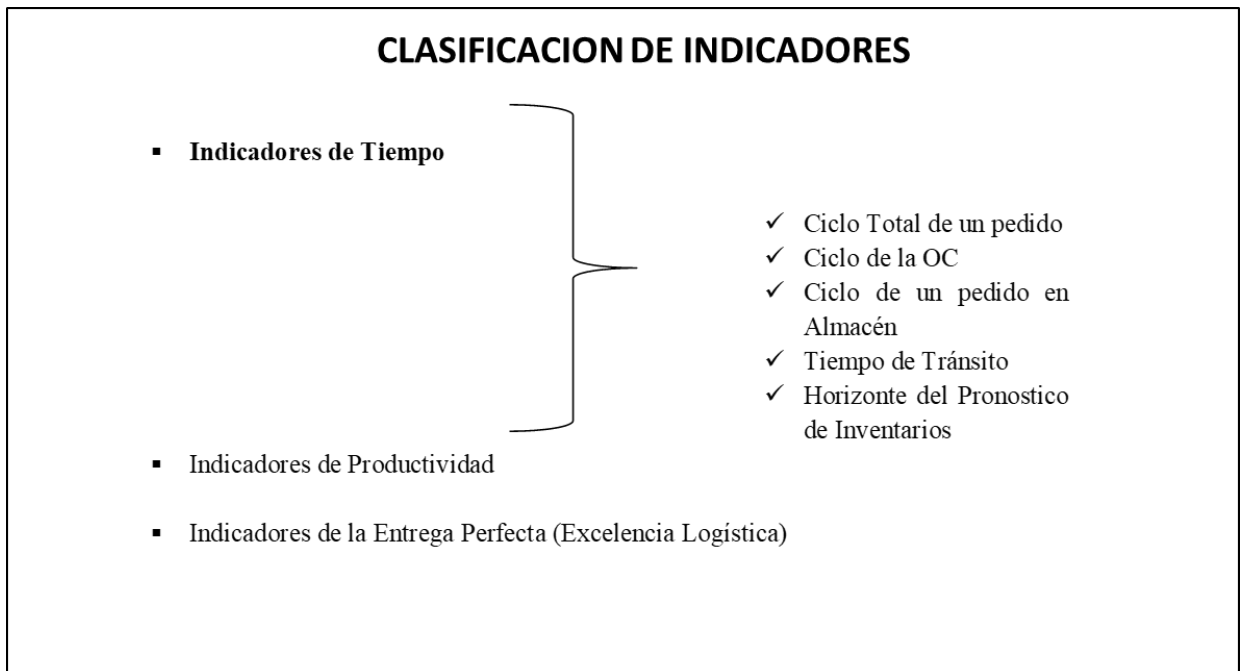 CLASIFICACION DE INDICADORES
▪ Indicadores de Tiempo
✓ Ciclo Total de un pedido
✓ Ciclo de la OC
✓ Ciclo de un pedido en
Almacén
✓ Tiempo de Tránsito
✓ Horizonte del Pronostico
de Inventarios
▪ Indicadores de Productividad
▪ Indicadores de la Entrega Perfecta (Excelencia Logística)